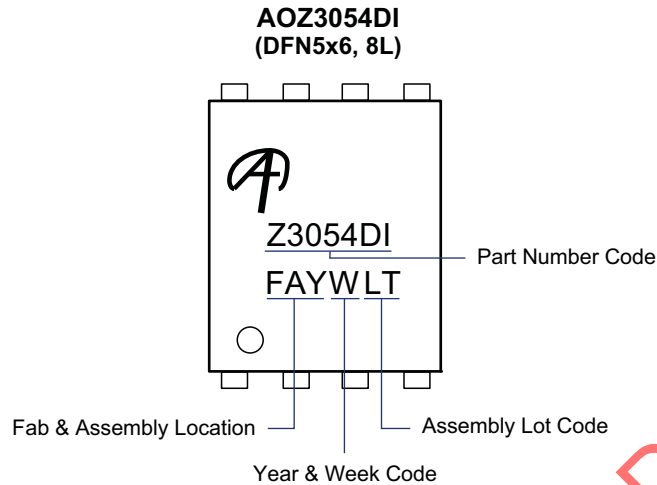 AOZ3054DI
(DFN5x6, 8L)
Z3054DI
Part Number Code
FAYWLT
Fab & Assembly Location
Assembly Lot Code
Year & Week Code